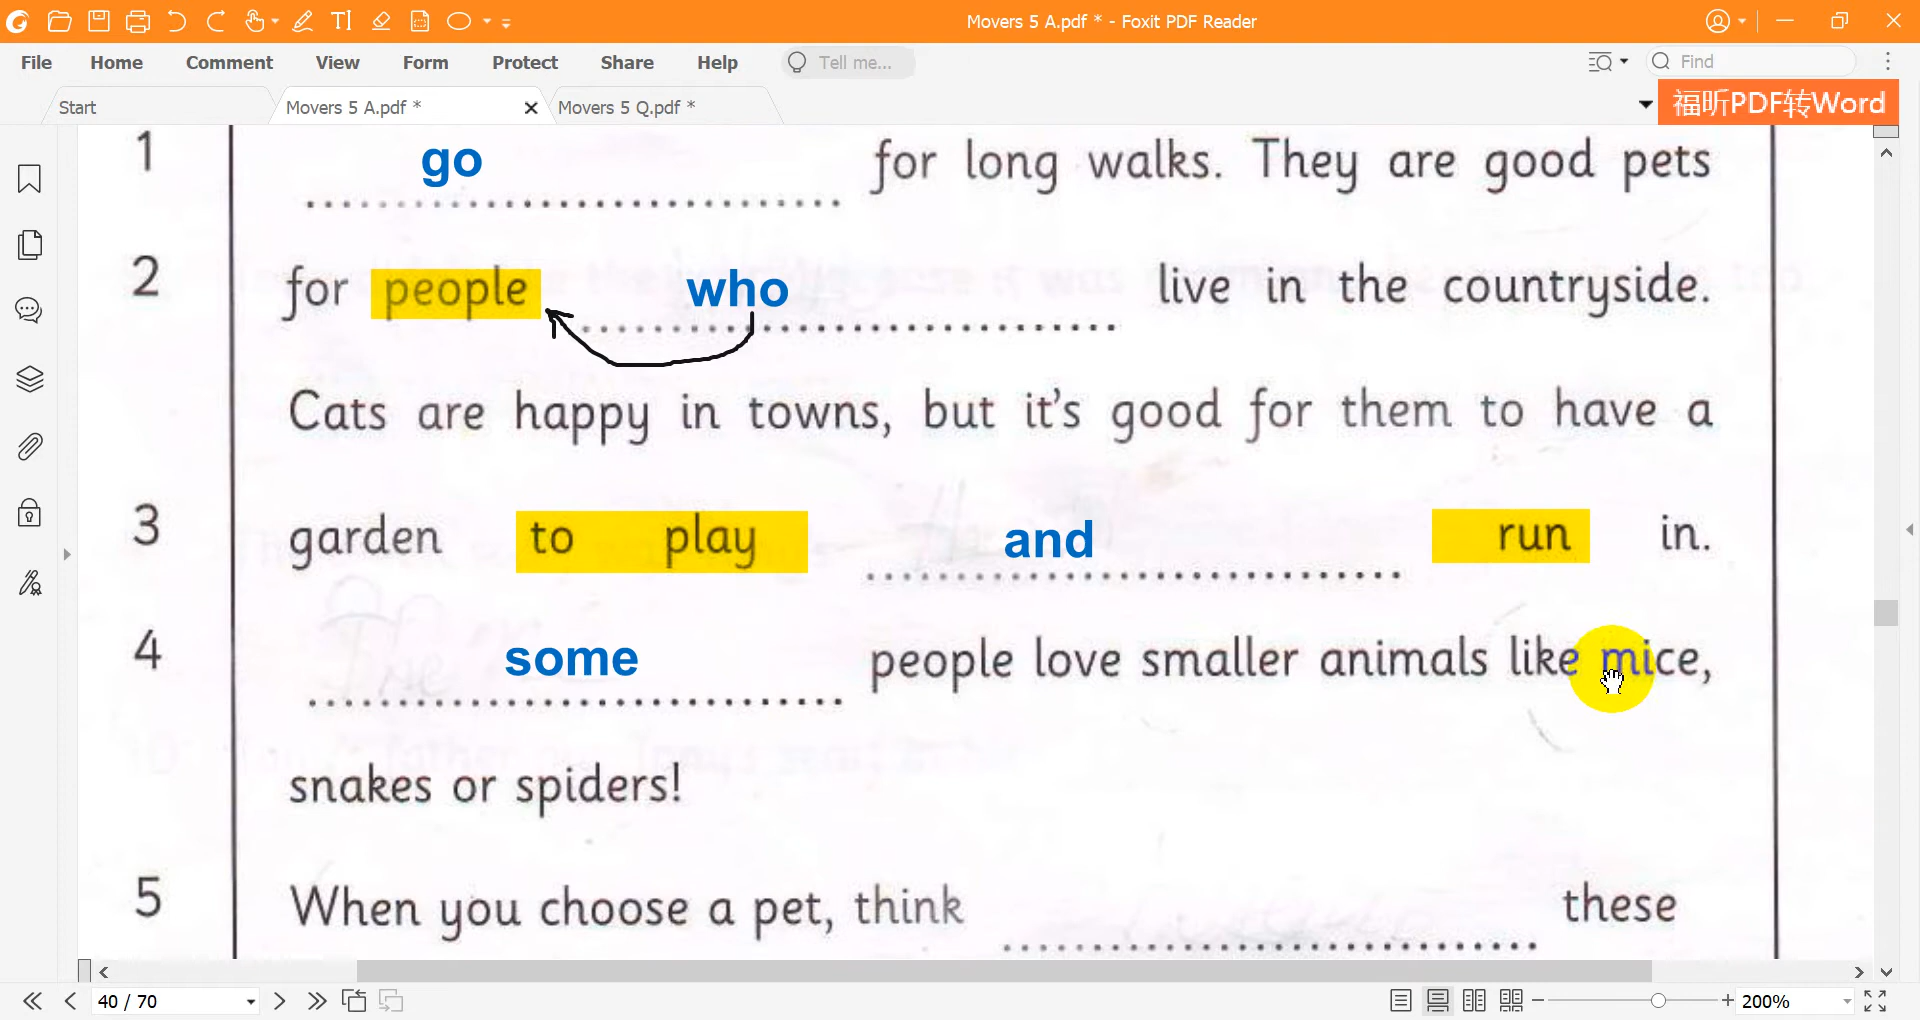 Movers 5 A.pdf * - Foxit PDF Reader
File Home Comment View Form Protect Share Help Tell me... Find
Start Movers 5 A.pdf * Movers 5 Q.pdf * 福昕PDF转Word
1 go for long walks. They are good pets
2 for people who live in the countryside.
Cats are happy in towns, but it's good for them to have a
3 garden to play and run in.
4 some people love smaller animals like mice,
snakes or spiders!
5 When you choose a pet, think these
40 / 70 200%